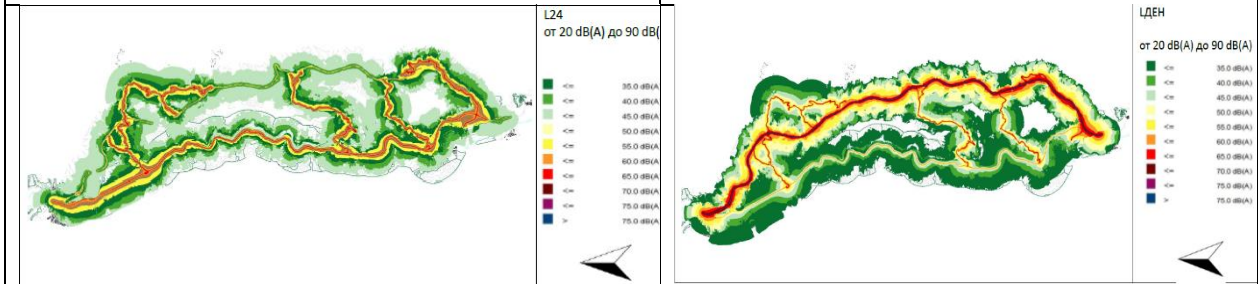 L24
от 20 dB(A) до 90 dB(
<= 35.0 dB(A
<= 40.0 dB(A
<= 45.0 dB(A
<= 50.0 dB(A
<= 55.0 dB(A
<= 60.0 dB(A
<= 65.0 dB(A
<= 70.0 dB(A
<= 75.0 dB(A
> 75.0 dB(A
LДЕН
от 20 dB(A) до 90 dB(A)
<= 35.0 dB(A)
<= 40.0 dB(A)
<= 45.0 dB(A)
<= 50.0 dB(A)
<= 55.0 dB(A)
<= 60.0 dB(A)
<= 65.0 dB(A)
<= 70.0 dB(A)
<= 75.0 dB(A)
> 75.0 dB(A)